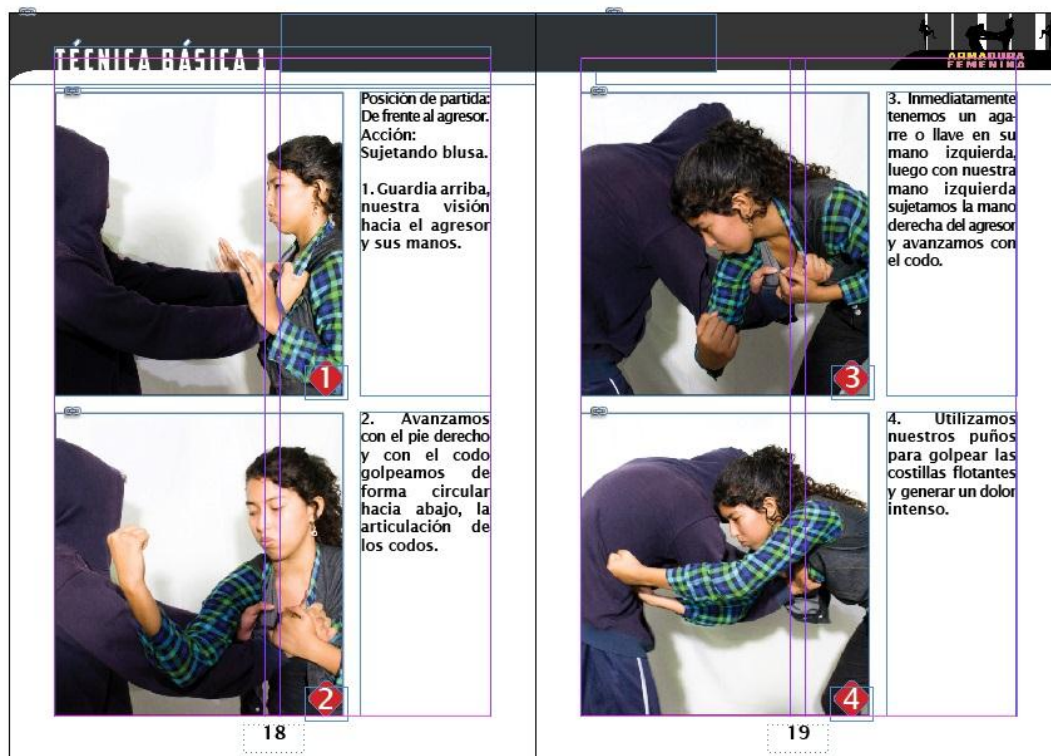 TÉCNICA BÁSICA 1
Posición de partida:
De frente al agresor.
Acción:
Sujetando blusa.
1. Guardia arriba,
nuestra visión
hacia el agresor
y sus manos.
1
2. Avanzamos
con el pie derecho
y con el codo
golpeamos de
forma circular
hacia abajo, la
articulación de
los codos.
2
18
ARMADURA
FEMENINA
3. Inmediatamente
tenemos un aga-
rre o llave en su
mano izquierda,
luego con nuestra
mano izquierda
sujetamos la mano
derecha del agresor
y avanzamos con
el codo.
3
4. Utilizamos
nuestros puños
para golpear las
costillas flotantes
y generar un dolor
intenso.
4
19